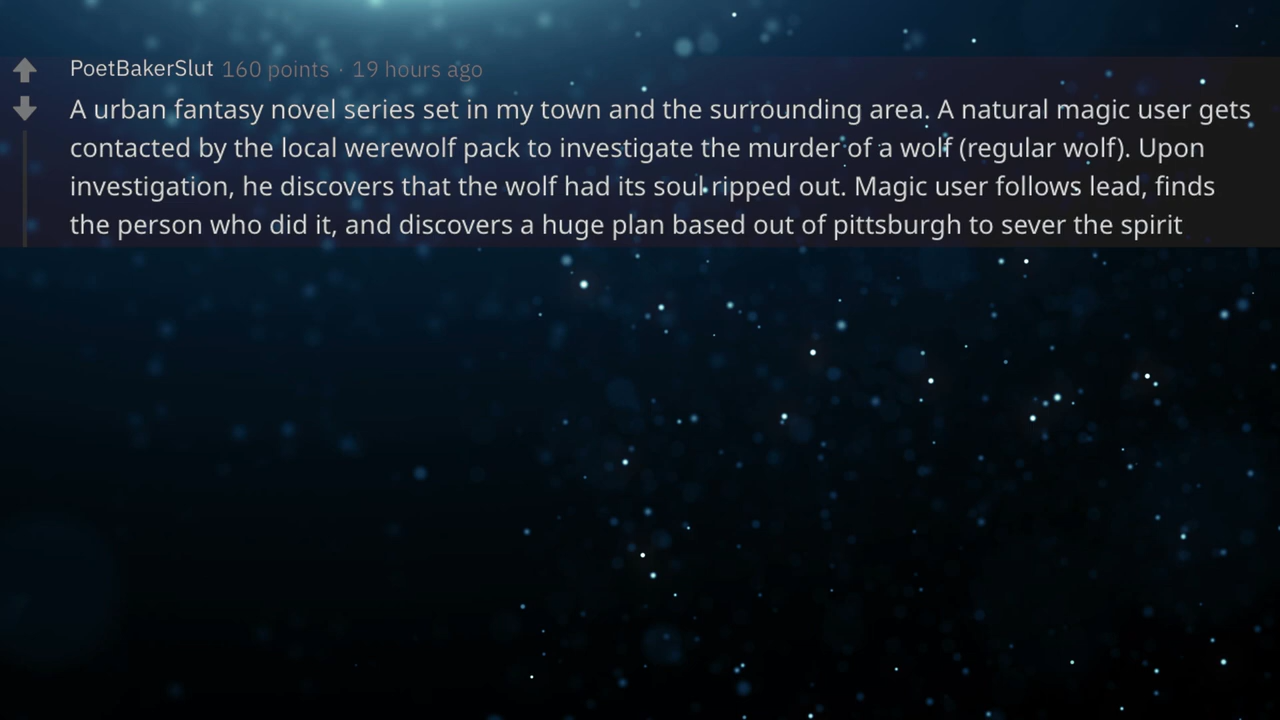 PoetBakerSlut 160 points · 19 hours ago
A urban fantasy novel series set in my town and the surrounding area. A natural magic user gets
contacted by the local werewolf pack to investigate the murder of a wolf (regular wolf). Upon
investigation, he discovers that the wolf had its soul ripped out. Magic user follows lead, finds
the person who did it, and discovers a huge plan based out of pittsburgh to sever the spirit